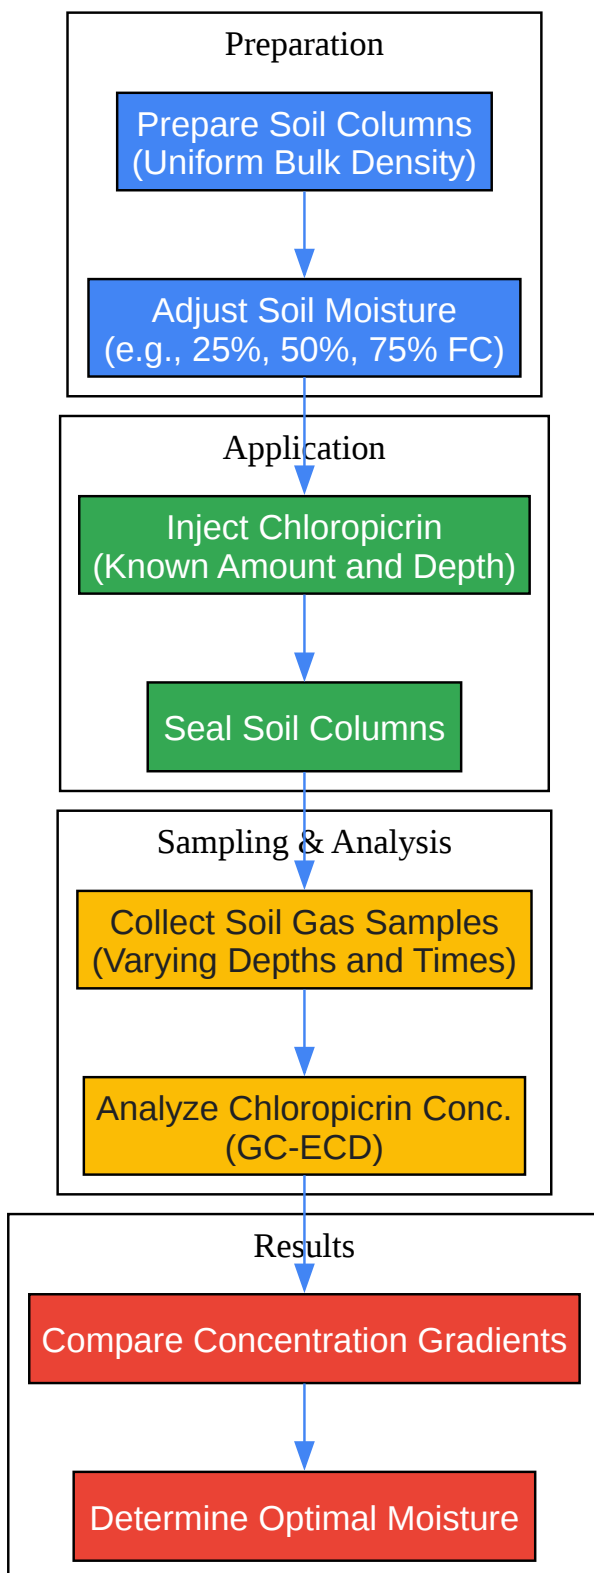 Preparation
Prepare Soil Columns
(Uniform Bulk Density)
Adjust Soil Moisture
(e.g., 25%, 50%, 75% FC)
Application
Inject Chloropicrin
(Known Amount and Depth)
Seal Soil Columns
Sampling & Analysis
Collect Soil Gas Samples
(Varying Depths and Times)
Analyze Chloropicrin Conc.
(GC-ECD)
Results
Compare Concentration Gradients
Determine Optimal Moisture